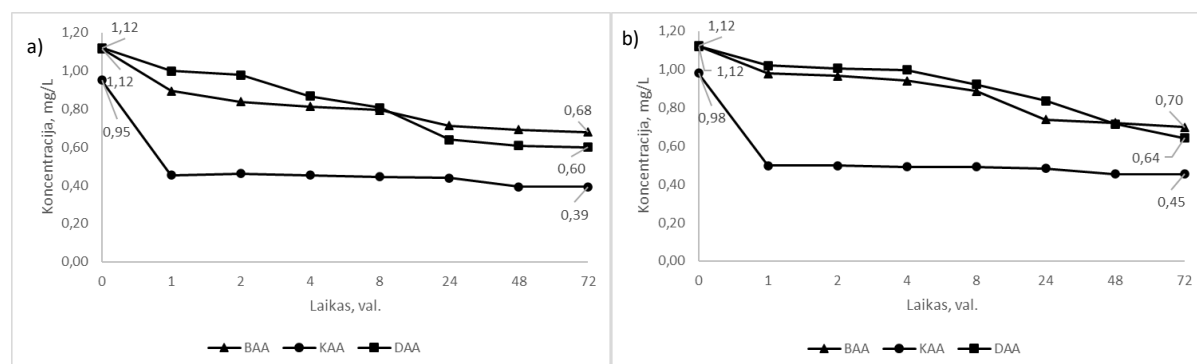 a)
Koncentracija, mg/L
1,20
1,00
0,80
0,60
0,40
0,20
0,00
1,12
1,12
0,95
0,68
0,60
0,39
0 1 2 4 8 24 48 72
Laikas, val.
BAA KAA DAA
b)
Koncentracija, mg/L
1,20
1,00
0,80
0,60
0,40
0,20
0,00
1,12
1,12
0,98
0,70
0,64
0,45
0 1 2 4 8 24 48 72
Laikas, val.
BAA KAA DAA